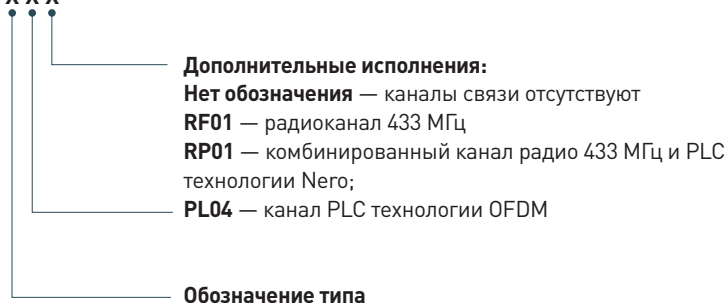 Дополнительные исполнения:
Нет обозначения — каналы связи отсутствуют
RF01 — радиоканал 433 МГц
RP01 — комбинированный канал радио 433 МГц и PLC
технологии Nero;
PL04 — канал PLC технологии OFDM
Обозначение типа